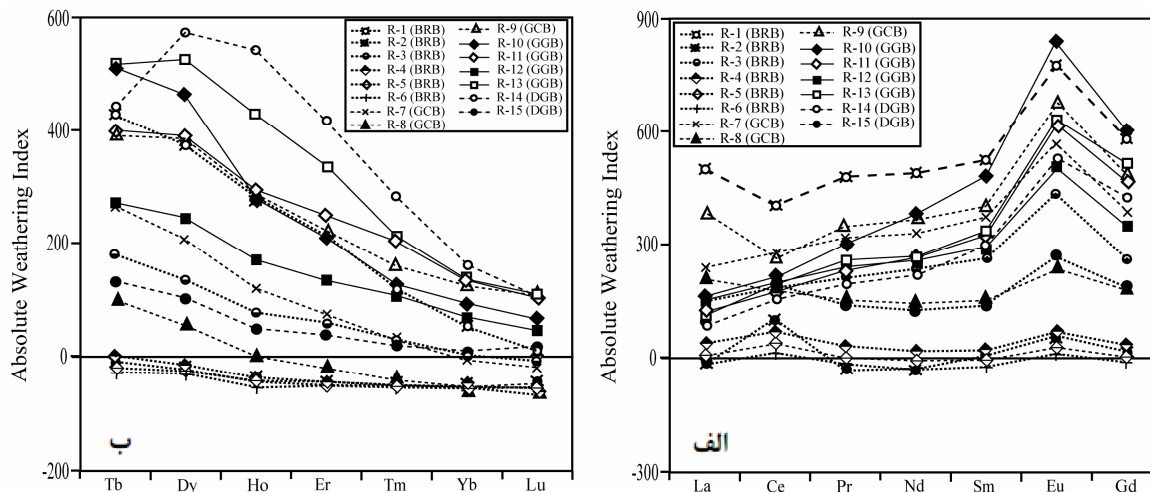 Absolute Weathering Index
600
400
200
0
-200
R-1 (BRB)
R-2 (BRB)
R-3 (BRB)
R-4 (BRB)
R-5 (BRB)
R-6 (BRB)
R-7 (GCB)
R-8 (GCB)
R-9 (GCB)
R-10 (GGB)
R-11 (GGB)
R-12 (GGB)
R-13 (GGB)
R-14 (DGB)
R-15 (DGB)
ب
Tb Dy Ho Er Tm Yb Lu
Absolute Weathering Index
900
600
300
0
-300
R-1 (BRB)
R-2 (BRB)
R-3 (BRB)
R-4 (BRB)
R-5 (BRB)
R-6 (BRB)
R-7 (GCB)
R-8 (GCB)
R-9 (GCB)
R-10 (GGB)
R-11 (GGB)
R-12 (GGB)
R-13 (GGB)
R-14 (DGB)
R-15 (DGB)
الف
La Ce Pr Nd Sm Eu Gd